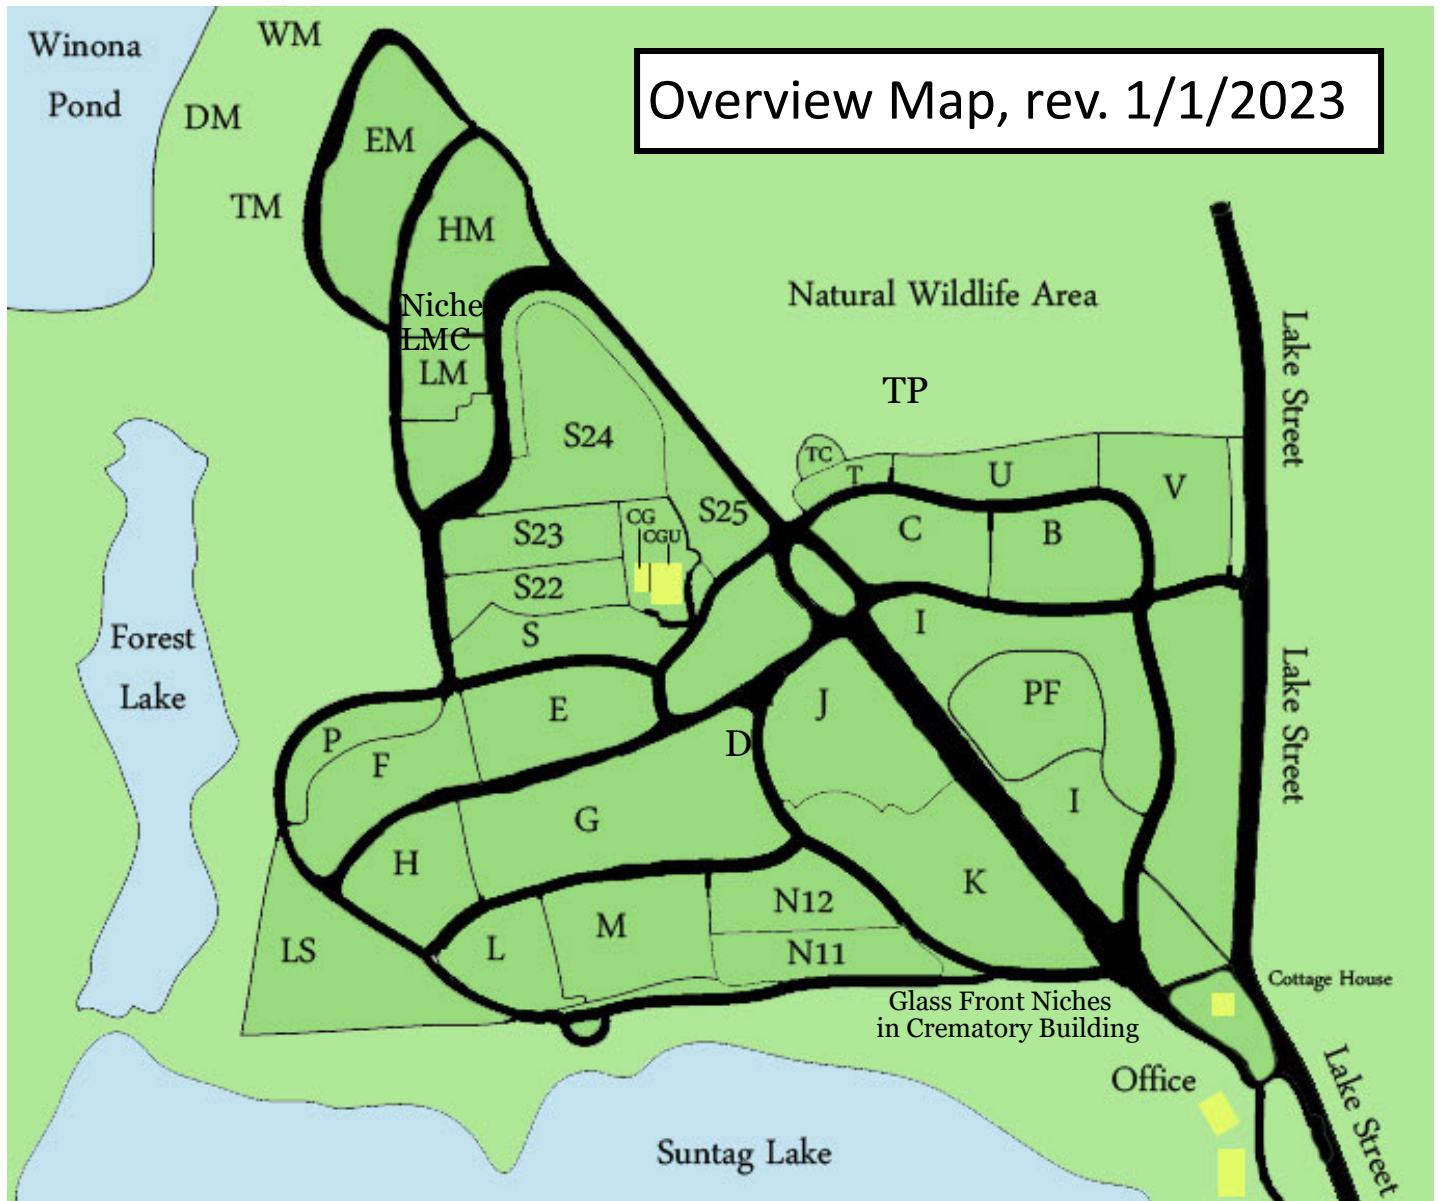 Winona
Pond
WM
DM
EM
TM
HM
Overview Map, rev. 1/1/2023
Natural Wildlife Area
Niche
LMC
LM
TP
Lake Street
S24
TC
T
U
V
S25
CG
CGU
S23
C
B
S22
S
I
Forest
Lake
PF
E
J
P
F
D
Lake Street
I
G
H
K
N12
M
L
LS
N11
Cottage House
Glass Front Niches
in Crematory Building
Office
Lake Street
Suntag Lake